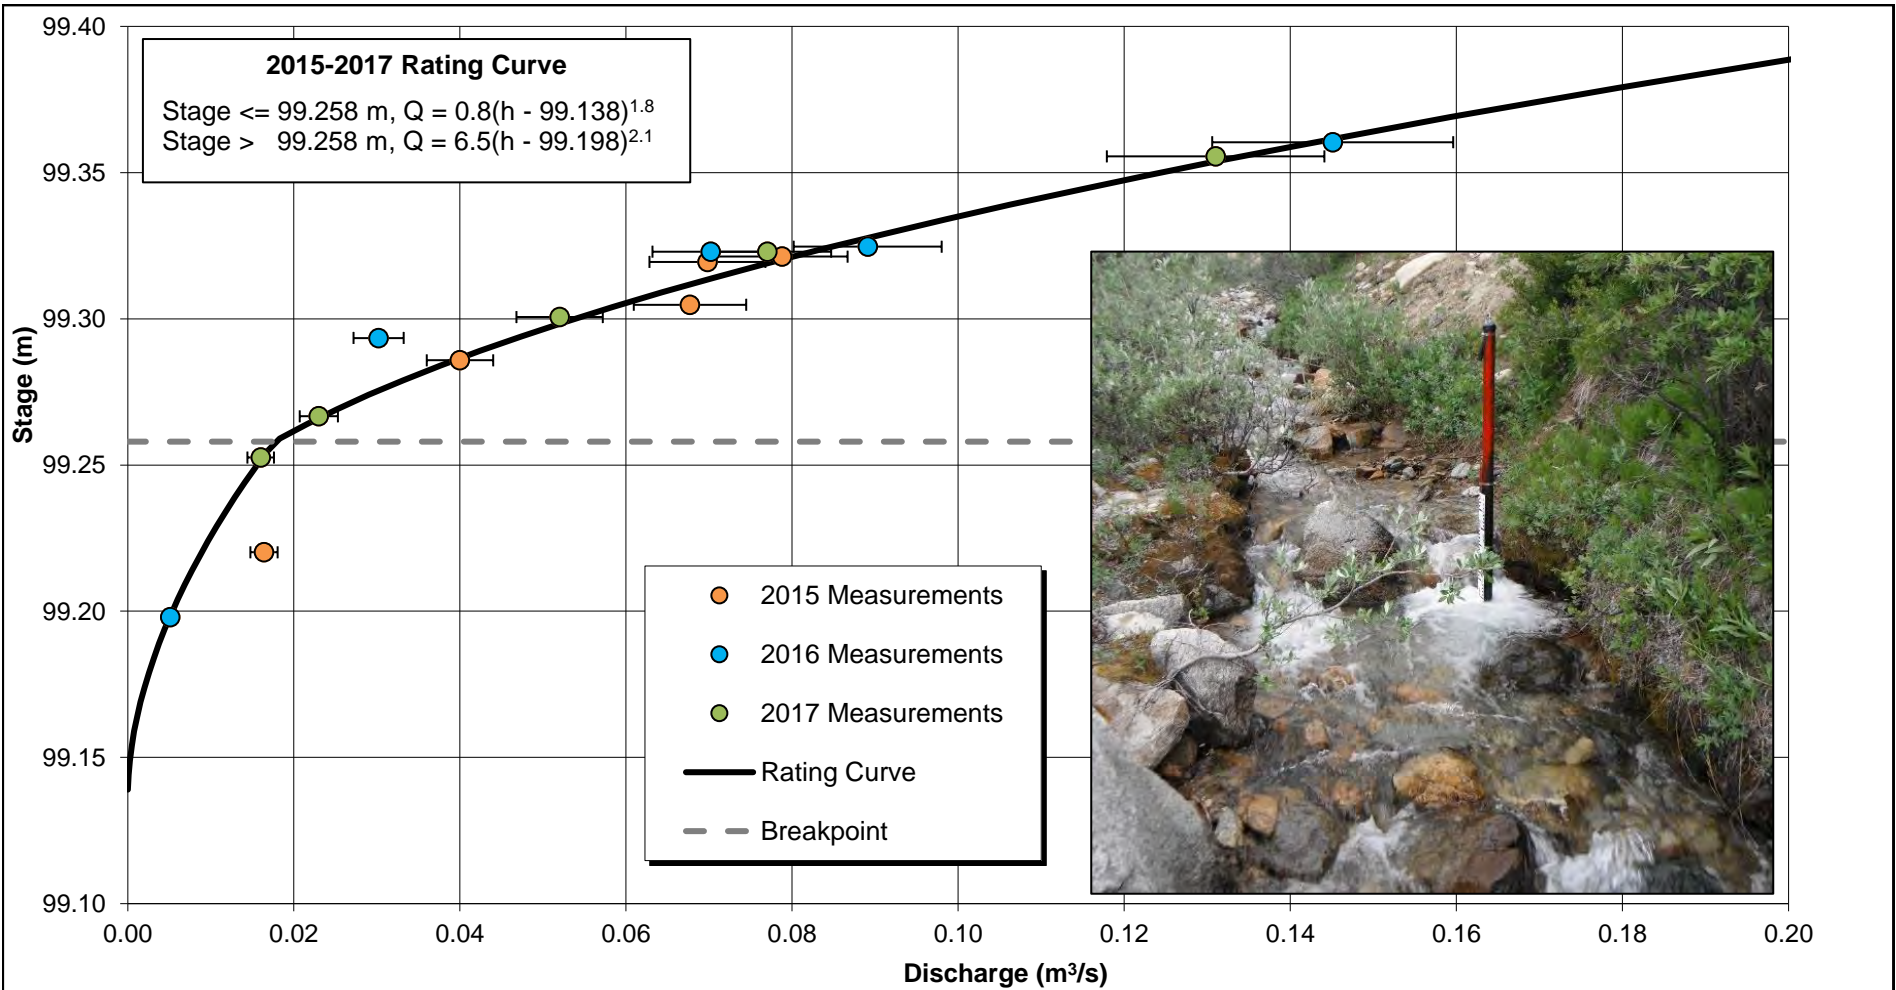 2015-2017 Rating Curve
Stage <= 99.258 m, Q = 0.8(h - 99.138)^1.8
Stage > 99.258 m, Q = 6.5(h - 99.198)^2.1
99.40
99.35
99.30
99.25
99.20
99.15
99.10
Stage (m)
2015 Measurements
2016 Measurements
2017 Measurements
Rating Curve
Breakpoint
0.00 0.02 0.04 0.06 0.08 0.10 0.12 0.14 0.16 0.18 0.20
Discharge (m³/s)